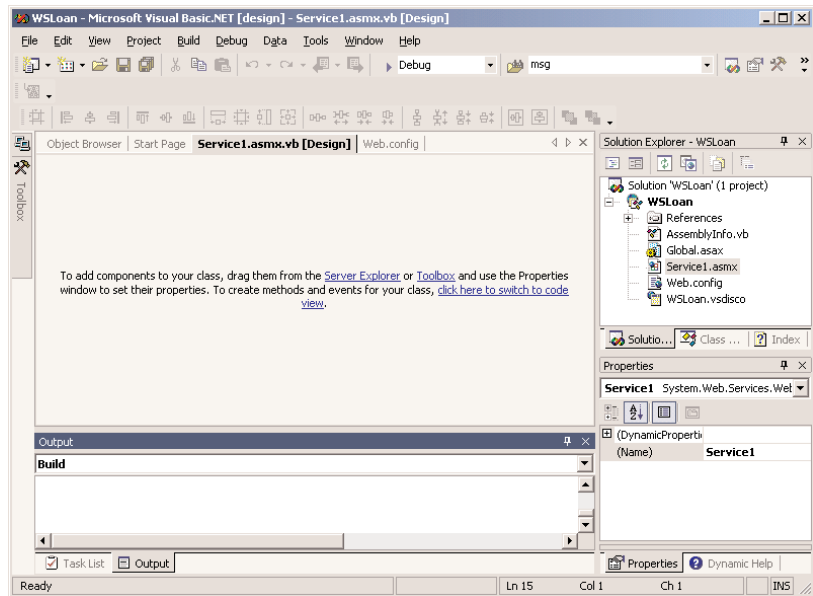 WSLoan - Microsoft Visual Basic.NET [design] - Service1.asmx.vb [Design]
File Edit View Project Build Debug Data Tools Window Help
Debug msg
Toolbox
Object Browser Start Page Service1.asmx.vb [Design] Web.config
To add components to your class, drag them from the Server Explorer or Toolbox and use the Properties
window to set their properties. To create methods and events for your class, click here to switch to code
view.
Solution Explorer - WSLoan
Solution 'WSLoan' (1 project)
WSLoan
References
AssemblyInfo.vb
Global.asax
Service1.asmx
Web.config
WSLoan.vsdisco
Solutio... Class ... Index
Properties
Service1 System.Web.Services.Wet
(DynamicProperti
(Name) Service1
Properties Dynamic Help
Output
Build
Task List Output
Ready Ln 15 Col 1 Ch 1 INS